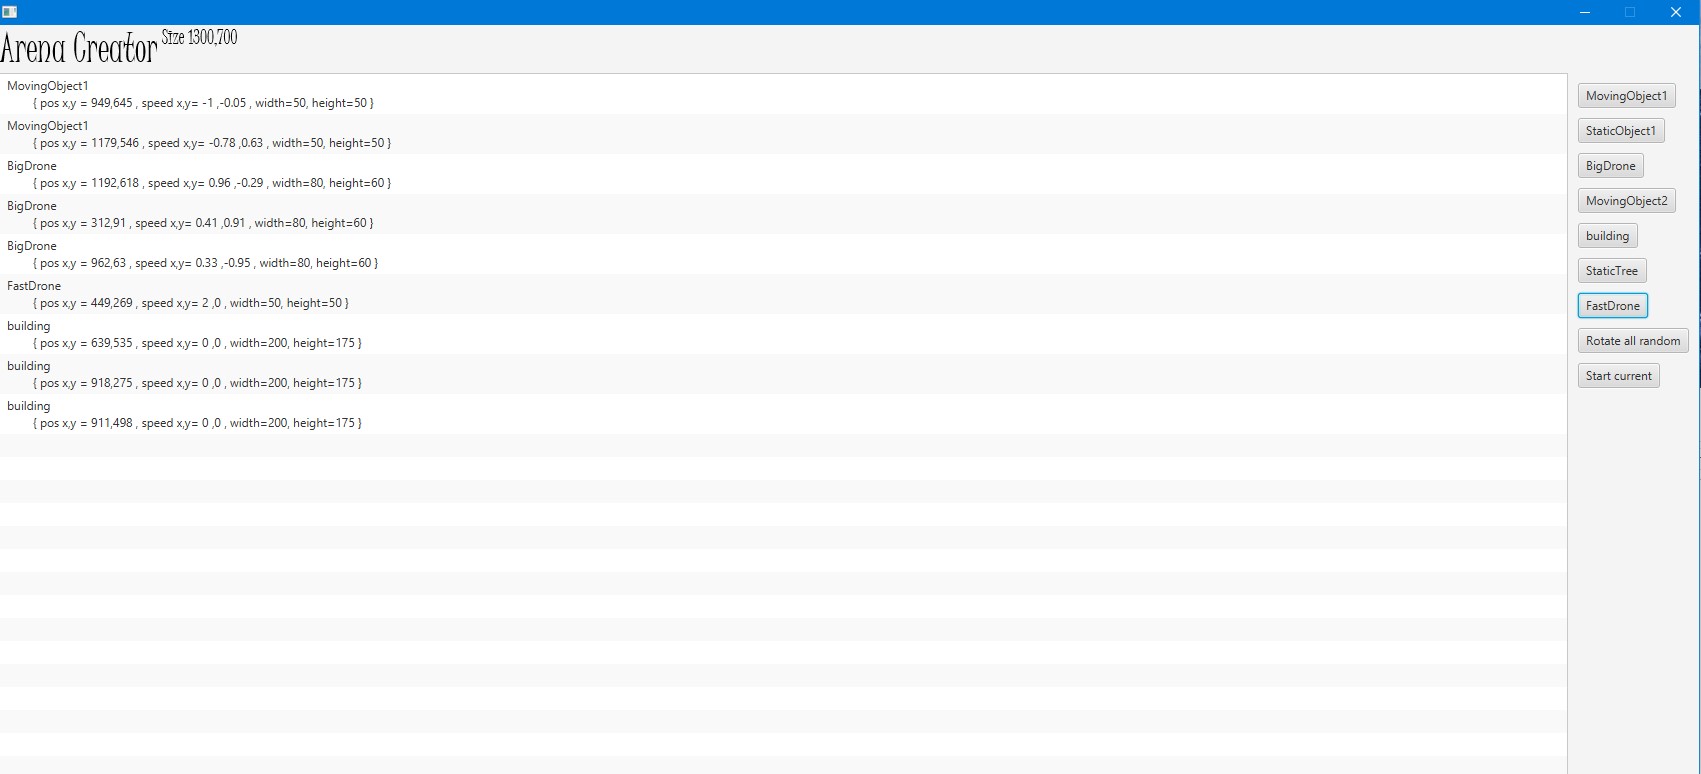 Arena Creator Size 1300,700
MovingObject1
{ pos x,y = 949,645 , speed x,y= -1 ,-0.05 , width=50, height=50 }
MovingObject1
{ pos x,y = 1179,546 , speed x,y= -0.78 ,0.63 , width=50, height=50 }
BigDrone
{ pos x,y = 1192,618 , speed x,y= 0.96 ,-0.29 , width=80, height=60 }
BigDrone
{ pos x,y = 312,91 , speed x,y= 0.41 ,0.91 , width=80, height=60 }
BigDrone
{ pos x,y = 962,63 , speed x,y= 0.33 ,-0.95 , width=80, height=60 }
FastDrone
{ pos x,y = 449,269 , speed x,y= 2 ,0 , width=50, height=50 }
building
{ pos x,y = 639,535 , speed x,y= 0 ,0 , width=200, height=175 }
building
{ pos x,y = 918,275 , speed x,y= 0 ,0 , width=200, height=175 }
building
{ pos x,y = 911,498 , speed x,y= 0 ,0 , width=200, height=175 }
MovingObject1
StaticObject1
BigDrone
MovingObject2
building
StaticTree
FastDrone
Rotate all random
Start current